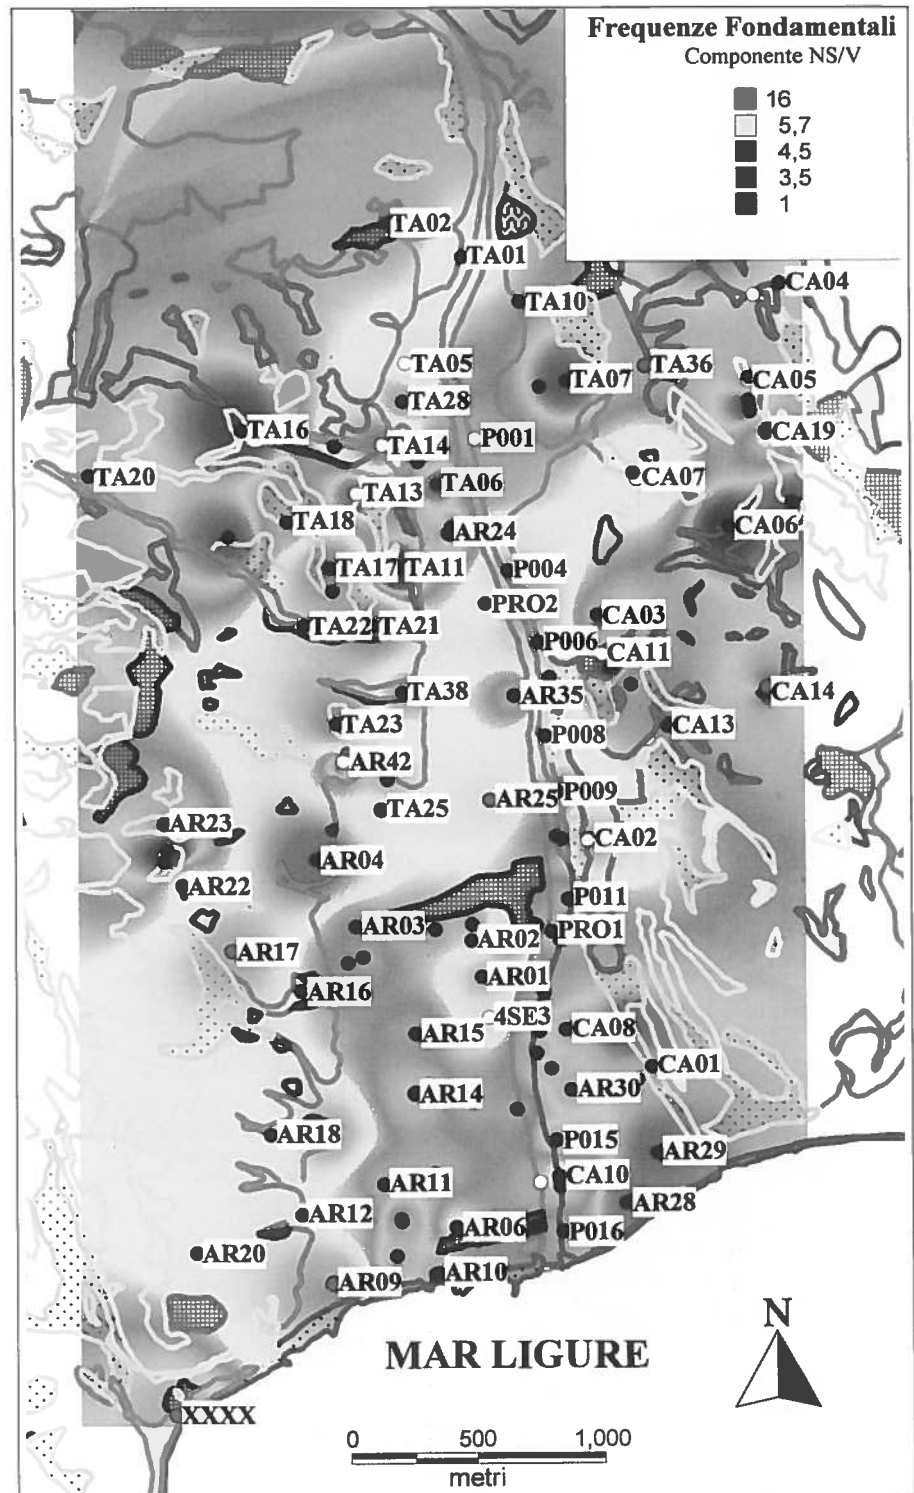 Frequenze Fondamentali
Componente NS/V
16
5,7
4,5
3,5
1
TA02
TA01
CA04
TA10
TA05
TA36
TA07
CA05
TA28
TA16
TA14
P001
CA19
TA20
TA06
CA07
TA13
TA18
AR24
CA06
TA17
TA11
P004
PRO2
CA03
TA22
TA21
P006
CA11
TA38
AR35
CA14
TA23
P008
CA13
AR42
AR25
P009
TA25
AR23
CA02
AR04
AR22
P011
AR03
AR02
PRO1
AR17
AR01
AR16
4SE3
AR15
CA08
CA01
AR14
AR30
AR18
P015
AR29
AR11
CA10
AR28
AR12
AR06
P016
AR20
AR09
AR10
MAR LIGURE
N
XXXX
0 500 1,000
metri